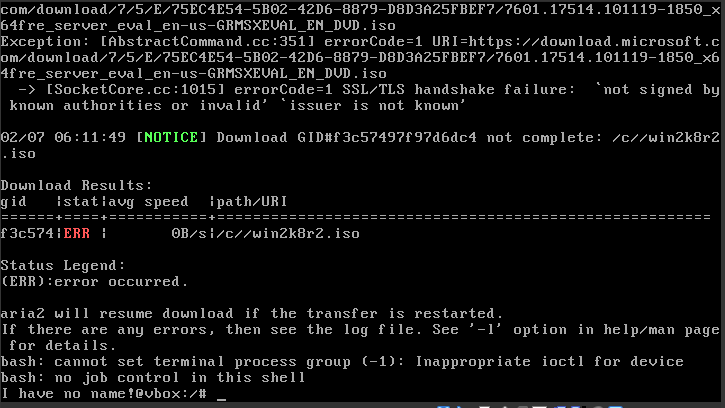 com/download/7/5/E/75EC4E54-5B02-42D6-8879-D8D3A25FBEF7/7601.17514.101119-1850_x
64fre_server_eval_en-us-GRMSXEVAL_EN_DVD.iso
Exception: [AbstractCommand.cc:351] errorCode=1 URI=https://download.microsoft.c
om/download/7/5/E/75EC4E54-5B02-42D6-8879-D8D3A25FBEF7/7601.17514.101119-1850_x6
4fre_server_eval_en-us-GRMSXEVAL_EN_DVD.iso
  -> [SocketCore.cc:1015] errorCode=1 SSL/TLS handshake failure:  `not signed by
known authorities or invalid' `issuer is not known'
02/07 06:11:49 [NOTICE] Download GID#f3c57497f97d6dc4 not complete: /c//win2k8r2
.iso
Download Results:
gid   |stat|avg speed  |path/URI
======+====+===========+=======================================================
f3c574|ERR |       0B/s|/c//win2k8r2.iso
Status Legend:
(ERR):error occurred.
aria2 will resume download if the transfer is restarted.
If there are any errors, then see the log file. See '-l' option in help/man page
 for details.
bash: cannot set terminal process group (-1): Inappropriate ioctl for device
bash: no job control in this shell
I have no name!@vbox:/# _